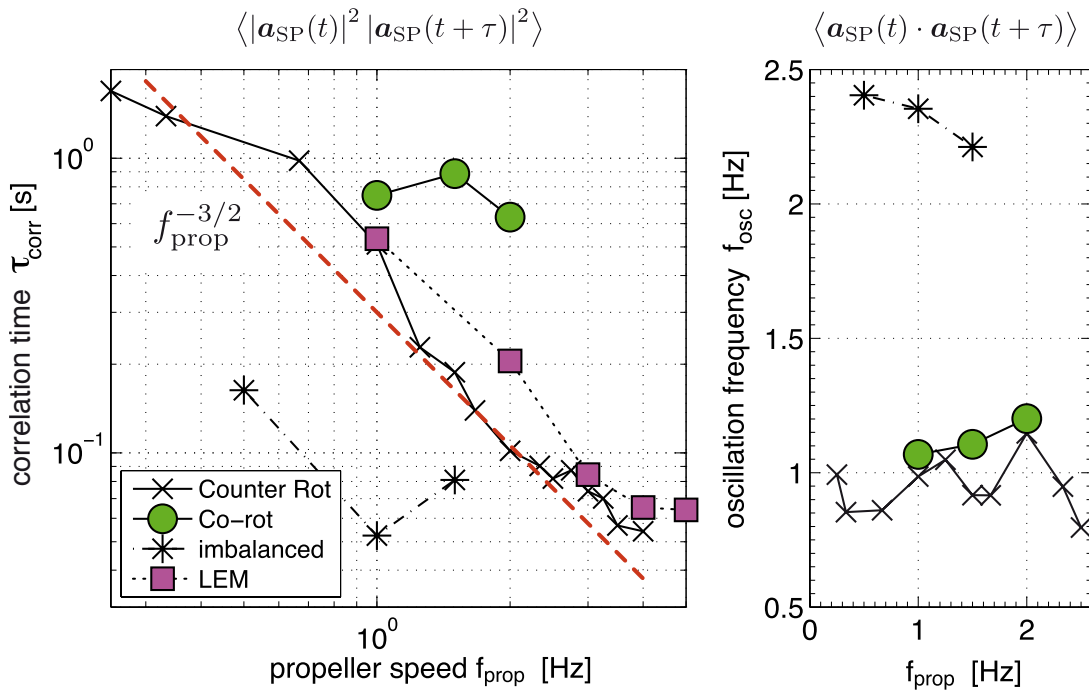 ⟨|a_SP(t)|² |a_SP(t + τ)|²⟩
correlation time τ_corr [s]
10⁰
10⁻¹
f_prop^{-3/2}
Counter Rot
Co-rot
imbalanced
LEM
10⁰
propeller speed f_prop [Hz]
⟨a_SP(t) · a_SP(t + τ)⟩
oscillation frequency f_osc [Hz]
2.5
2
1.5
1
0.5
0 1 2
f_prop [Hz]